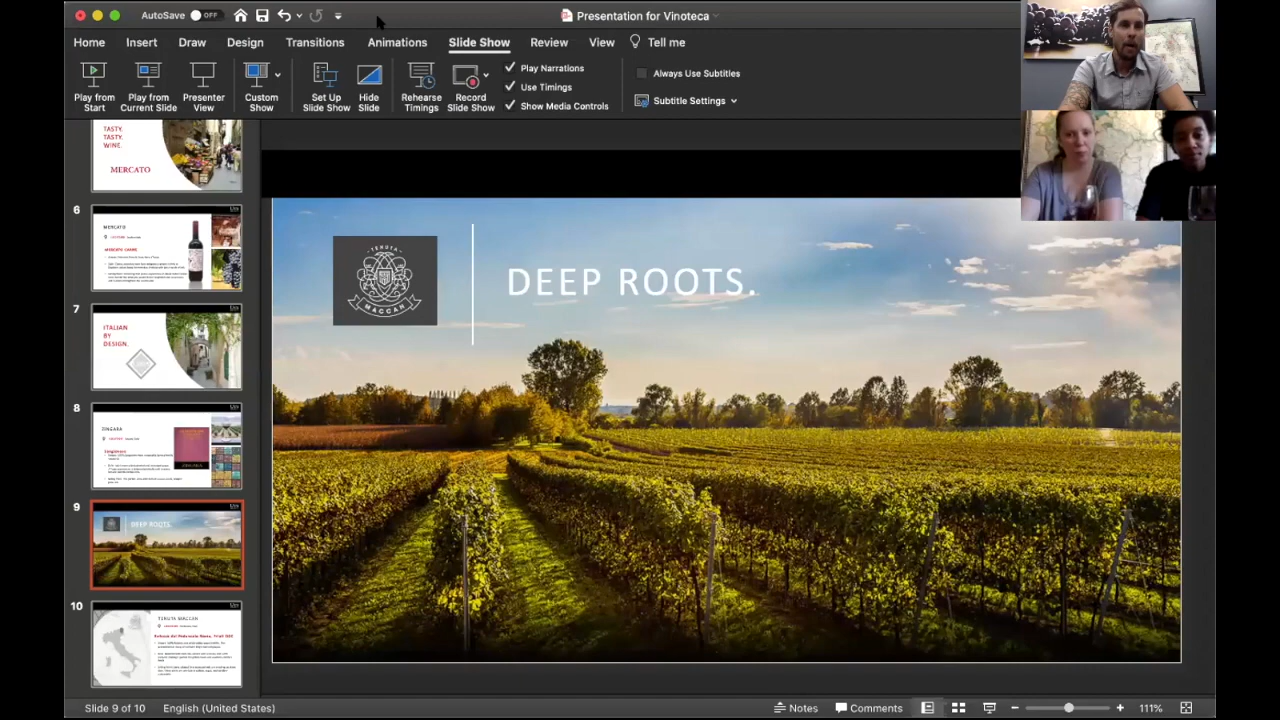 AutoSave OFF
Presentation for Vinoteca
Home Insert Draw Design Transitions Animations Slide Show Review View Tell me
Play from Start
Play from Current Slide
Presenter View
Custom Show
Set Up Slide Show
Hide Slide
Rehearse Timings
Record Slide Show
Play Narrations
Use Timings
Show Media Controls
Always Use Subtitles
Subtitle Settings
TASTY.
TASTY.
WINE.
MERCATO
6
MERCATO
7
ITALIAN
BY
DESIGN.
8
9
DEEP ROOTS.
10
TENUTA MACCAN
TENUTA
MACCAN
DEEP ROOTS.
Slide 9 of 10 English (United States)
Notes Comments 111%